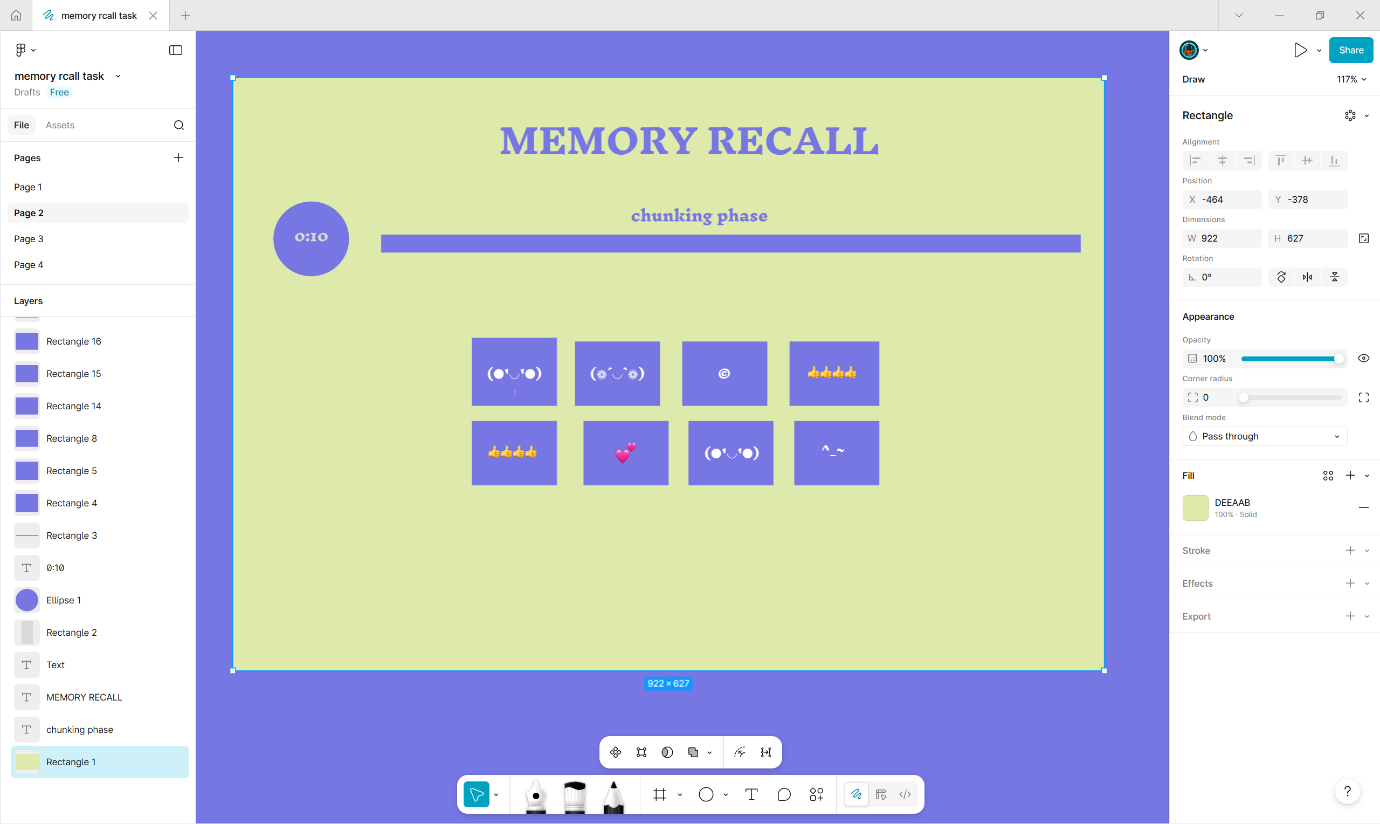 memory rcall task
memory rcall task
Drafts Free
File Assets
Pages
Page 1
Page 2
Page 3
Page 4
Layers
Rectangle 16
Rectangle 15
Rectangle 14
Rectangle 8
Rectangle 5
Rectangle 4
Rectangle 3
0:10
Ellipse 1
Rectangle 2
Text
MEMORY RECALL
chunking phase
Rectangle 1
MEMORY RECALL
chunking phase
0:10
(●'◡'●) (❁´◡`❁) © 👍👍👍👍
👍👍👍👍 💕 (●'◡'●) ^_~
922 × 627
Share
Draw 117%
Rectangle
Alignment
Position
X -464 Y -378
Dimensions
W 922 H 627
Rotation
0°
Appearance
Opacity
100%
Corner radius
0
Blend mode
Pass through
Fill
DEEAAB
100% · Solid
Stroke
Effects
Export
?